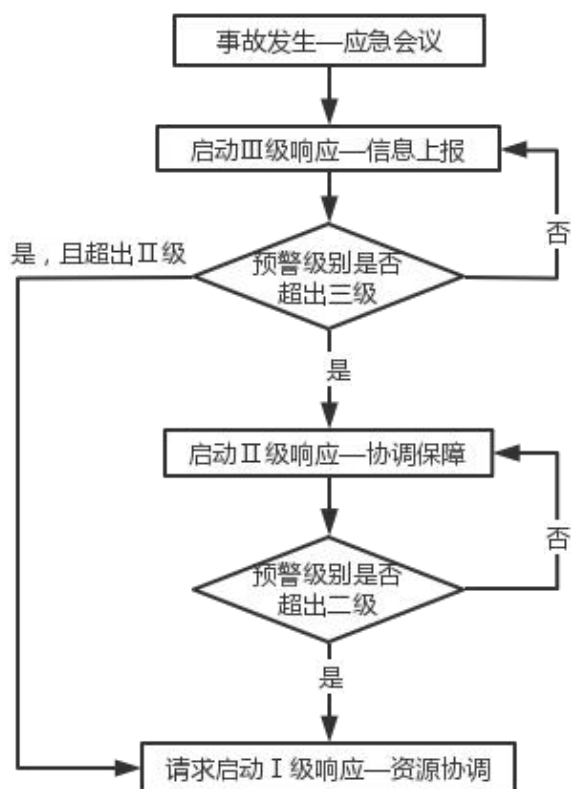 事故发生—应急会议
启动Ⅲ级响应—信息上报
是，且超出Ⅱ级
预警级别是否
超出三级
否
是
启动Ⅱ级响应—协调保障
预警级别是否
超出二级
否
是
请求启动Ⅰ级响应—资源协调